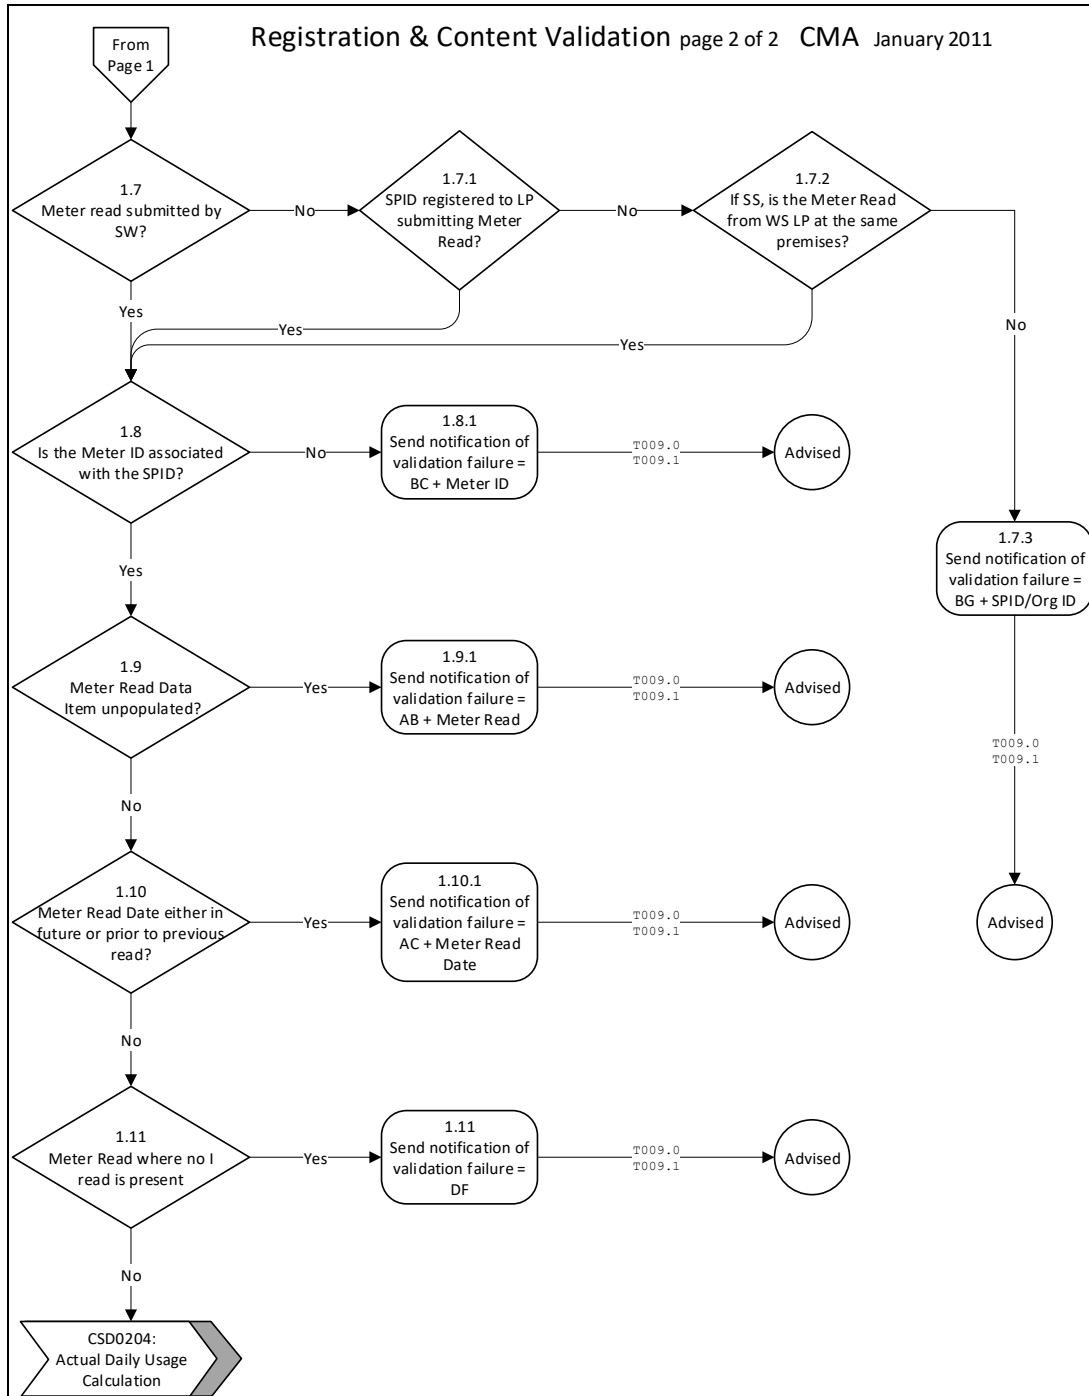 Registration & Content Validation page 2 of 2 CMA January 2011
From
Page 1
1.7
Meter read submitted by
SW?
No
1.7.1
SPID registered to LP
submitting Meter
Read?
No
1.7.2
If SS, is the Meter Read
from WS LP at the same
premises?
Yes
Yes
Yes
No
1.8
Is the Meter ID associated
with the SPID?
No
1.8.1
Send notification of
validation failure =
BC + Meter ID
T009.0
T009.1
Advised
1.7.3
Send notification of
validation failure =
BG + SPID/Org ID
Yes
1.9
Meter Read Data
Item unpopulated?
Yes
1.9.1
Send notification of
validation failure =
AB + Meter Read
T009.0
T009.1
Advised
T009.0
T009.1
No
1.10
Meter Read Date either in
future or prior to previous
read?
Yes
1.10.1
Send notification of
validation failure =
AC + Meter Read
Date
T009.0
T009.1
Advised
Advised
No
1.11
Meter Read where no I
read is present
Yes
1.11
Send notification of
validation failure =
DF
T009.0
T009.1
Advised
No
CSD0204:
Actual Daily Usage
Calculation